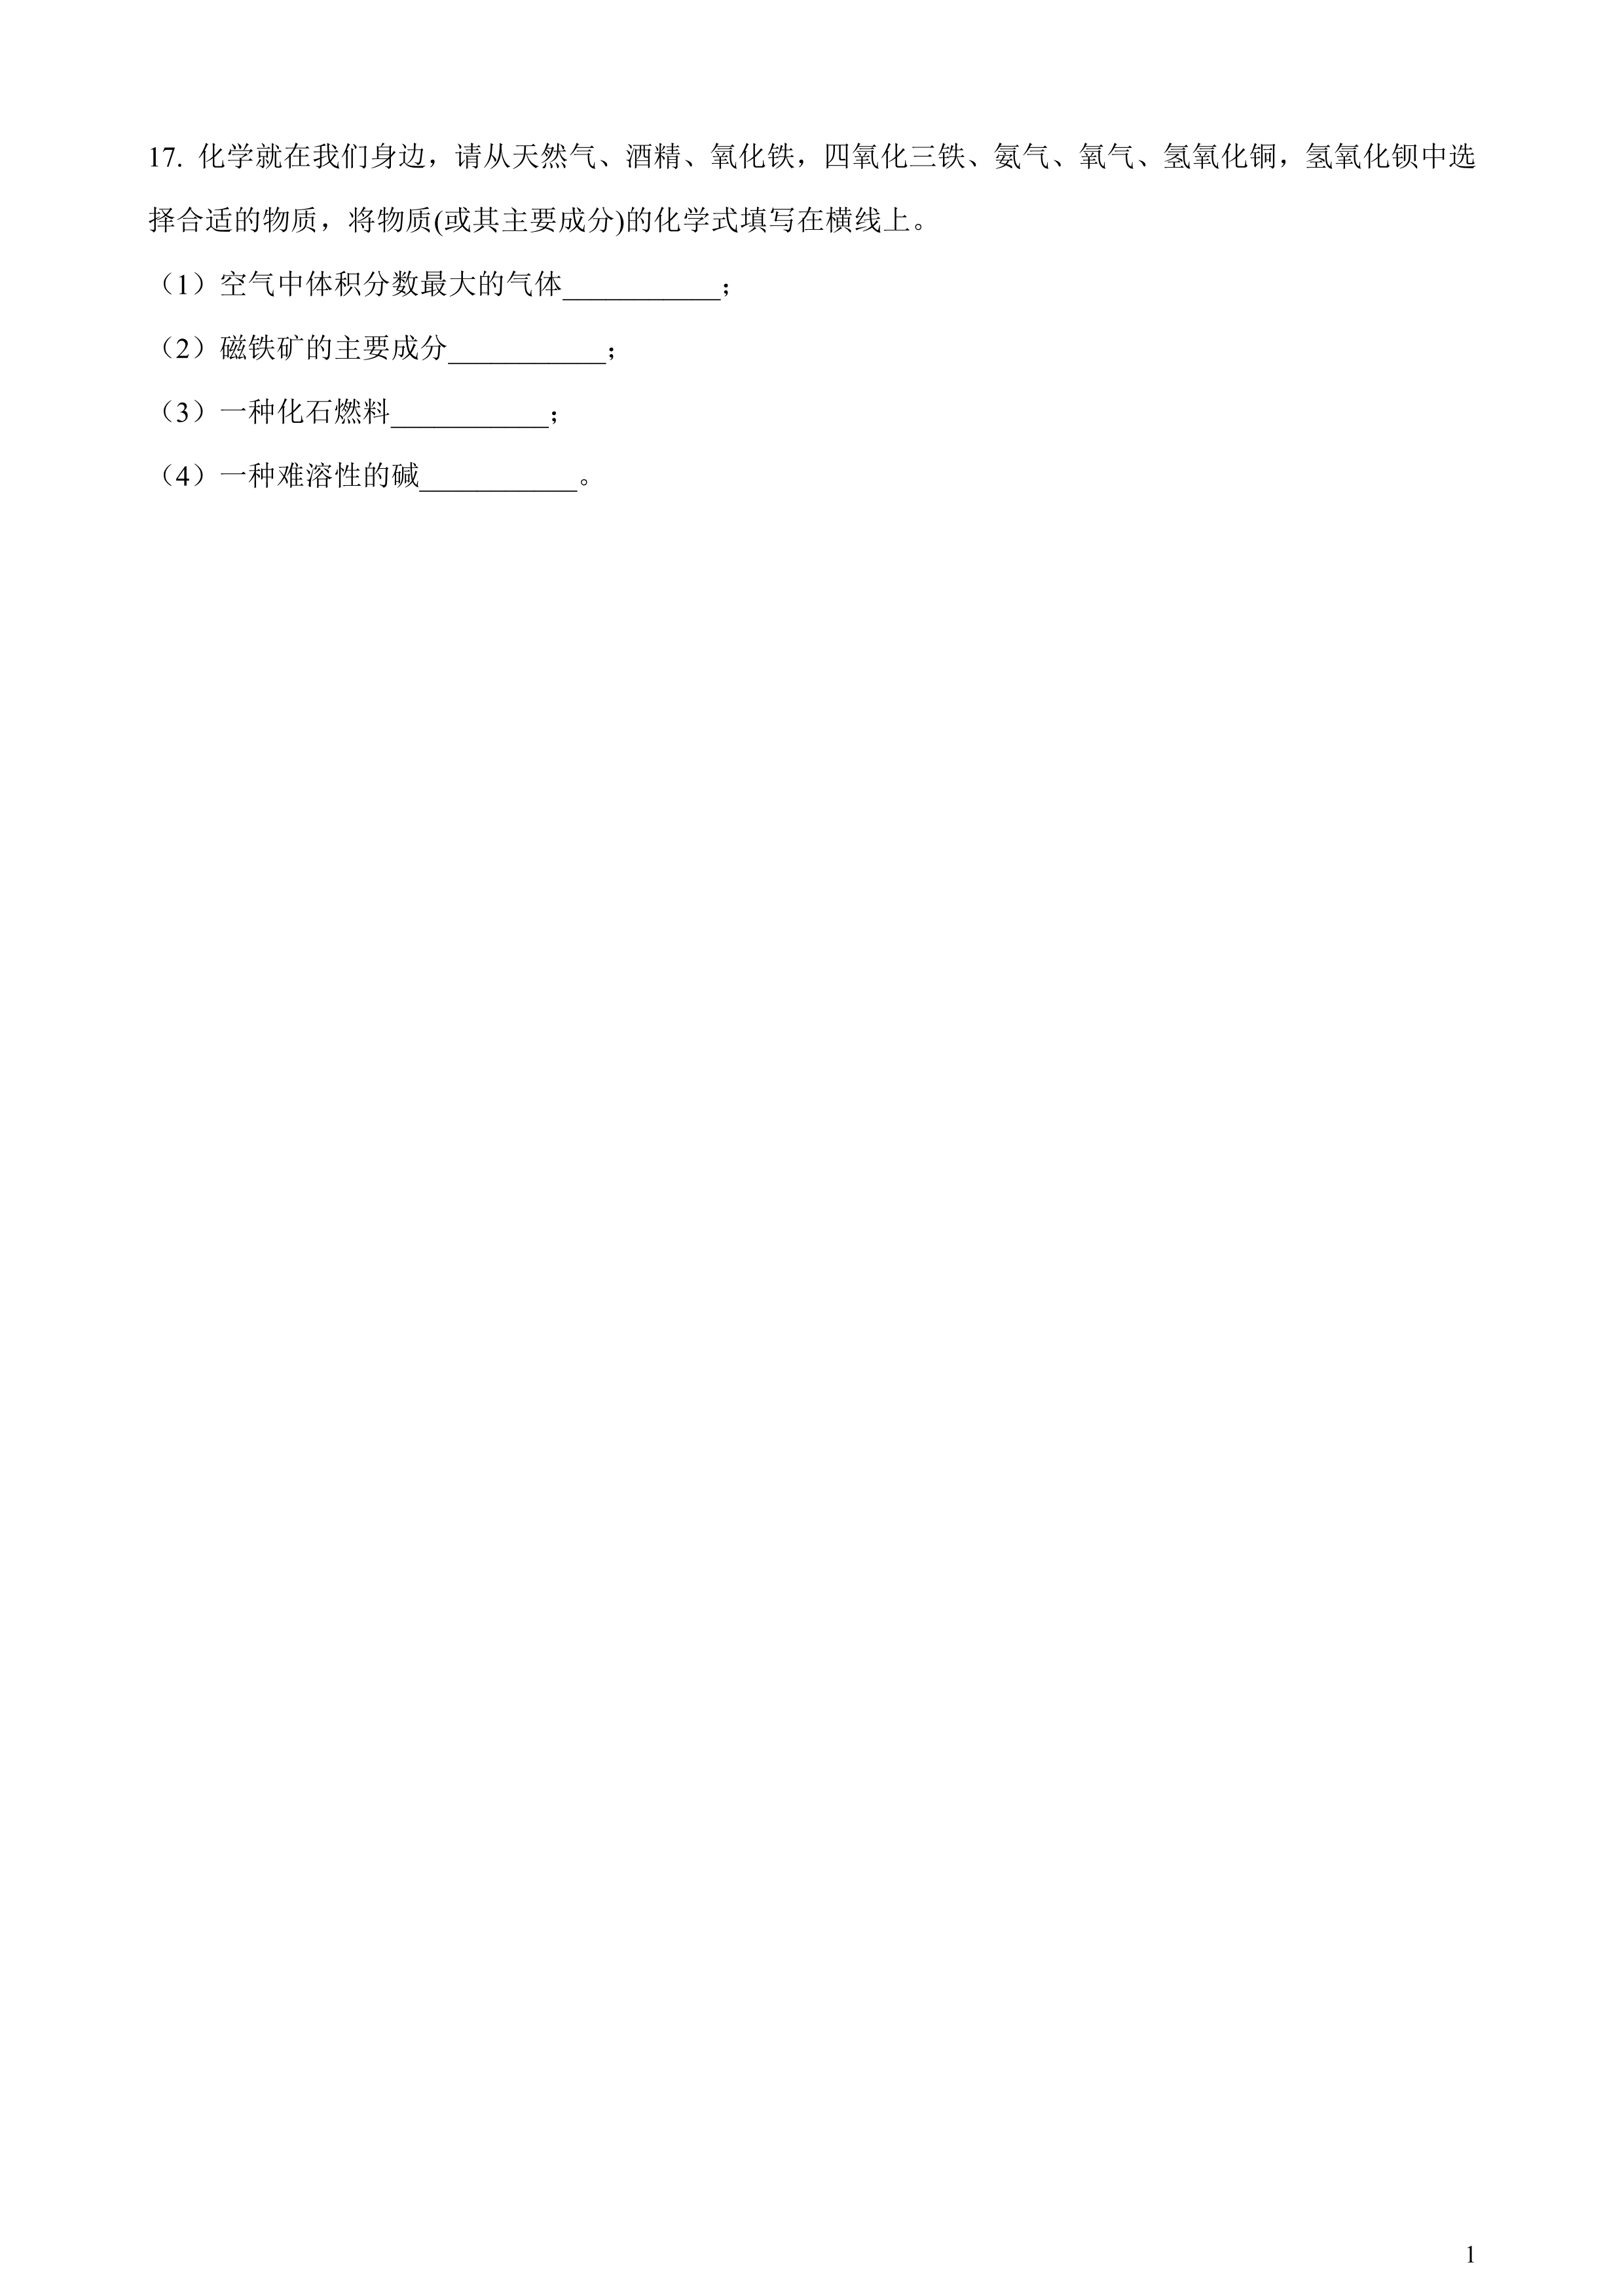 17. 化学就在我们身边，请从天然气、酒精、氧化铁，四氧化三铁、氨气、氧气、氢氧化铜，氢氧化钡中选
择合适的物质，将物质(或其主要成分)的化学式填写在横线上。
（1）空气中体积分数最大的气体___________；
（2）磁铁矿的主要成分___________；
（3）一种化石燃料___________；
（4）一种难溶性的碱___________。
1